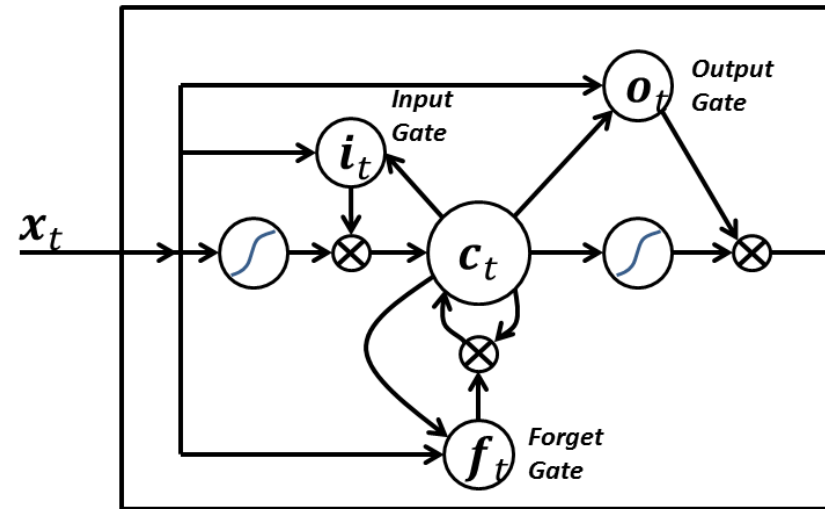 Output
Gate
o_t
Input
Gate
i_t
x_t
c_t
f_t
Forget
Gate